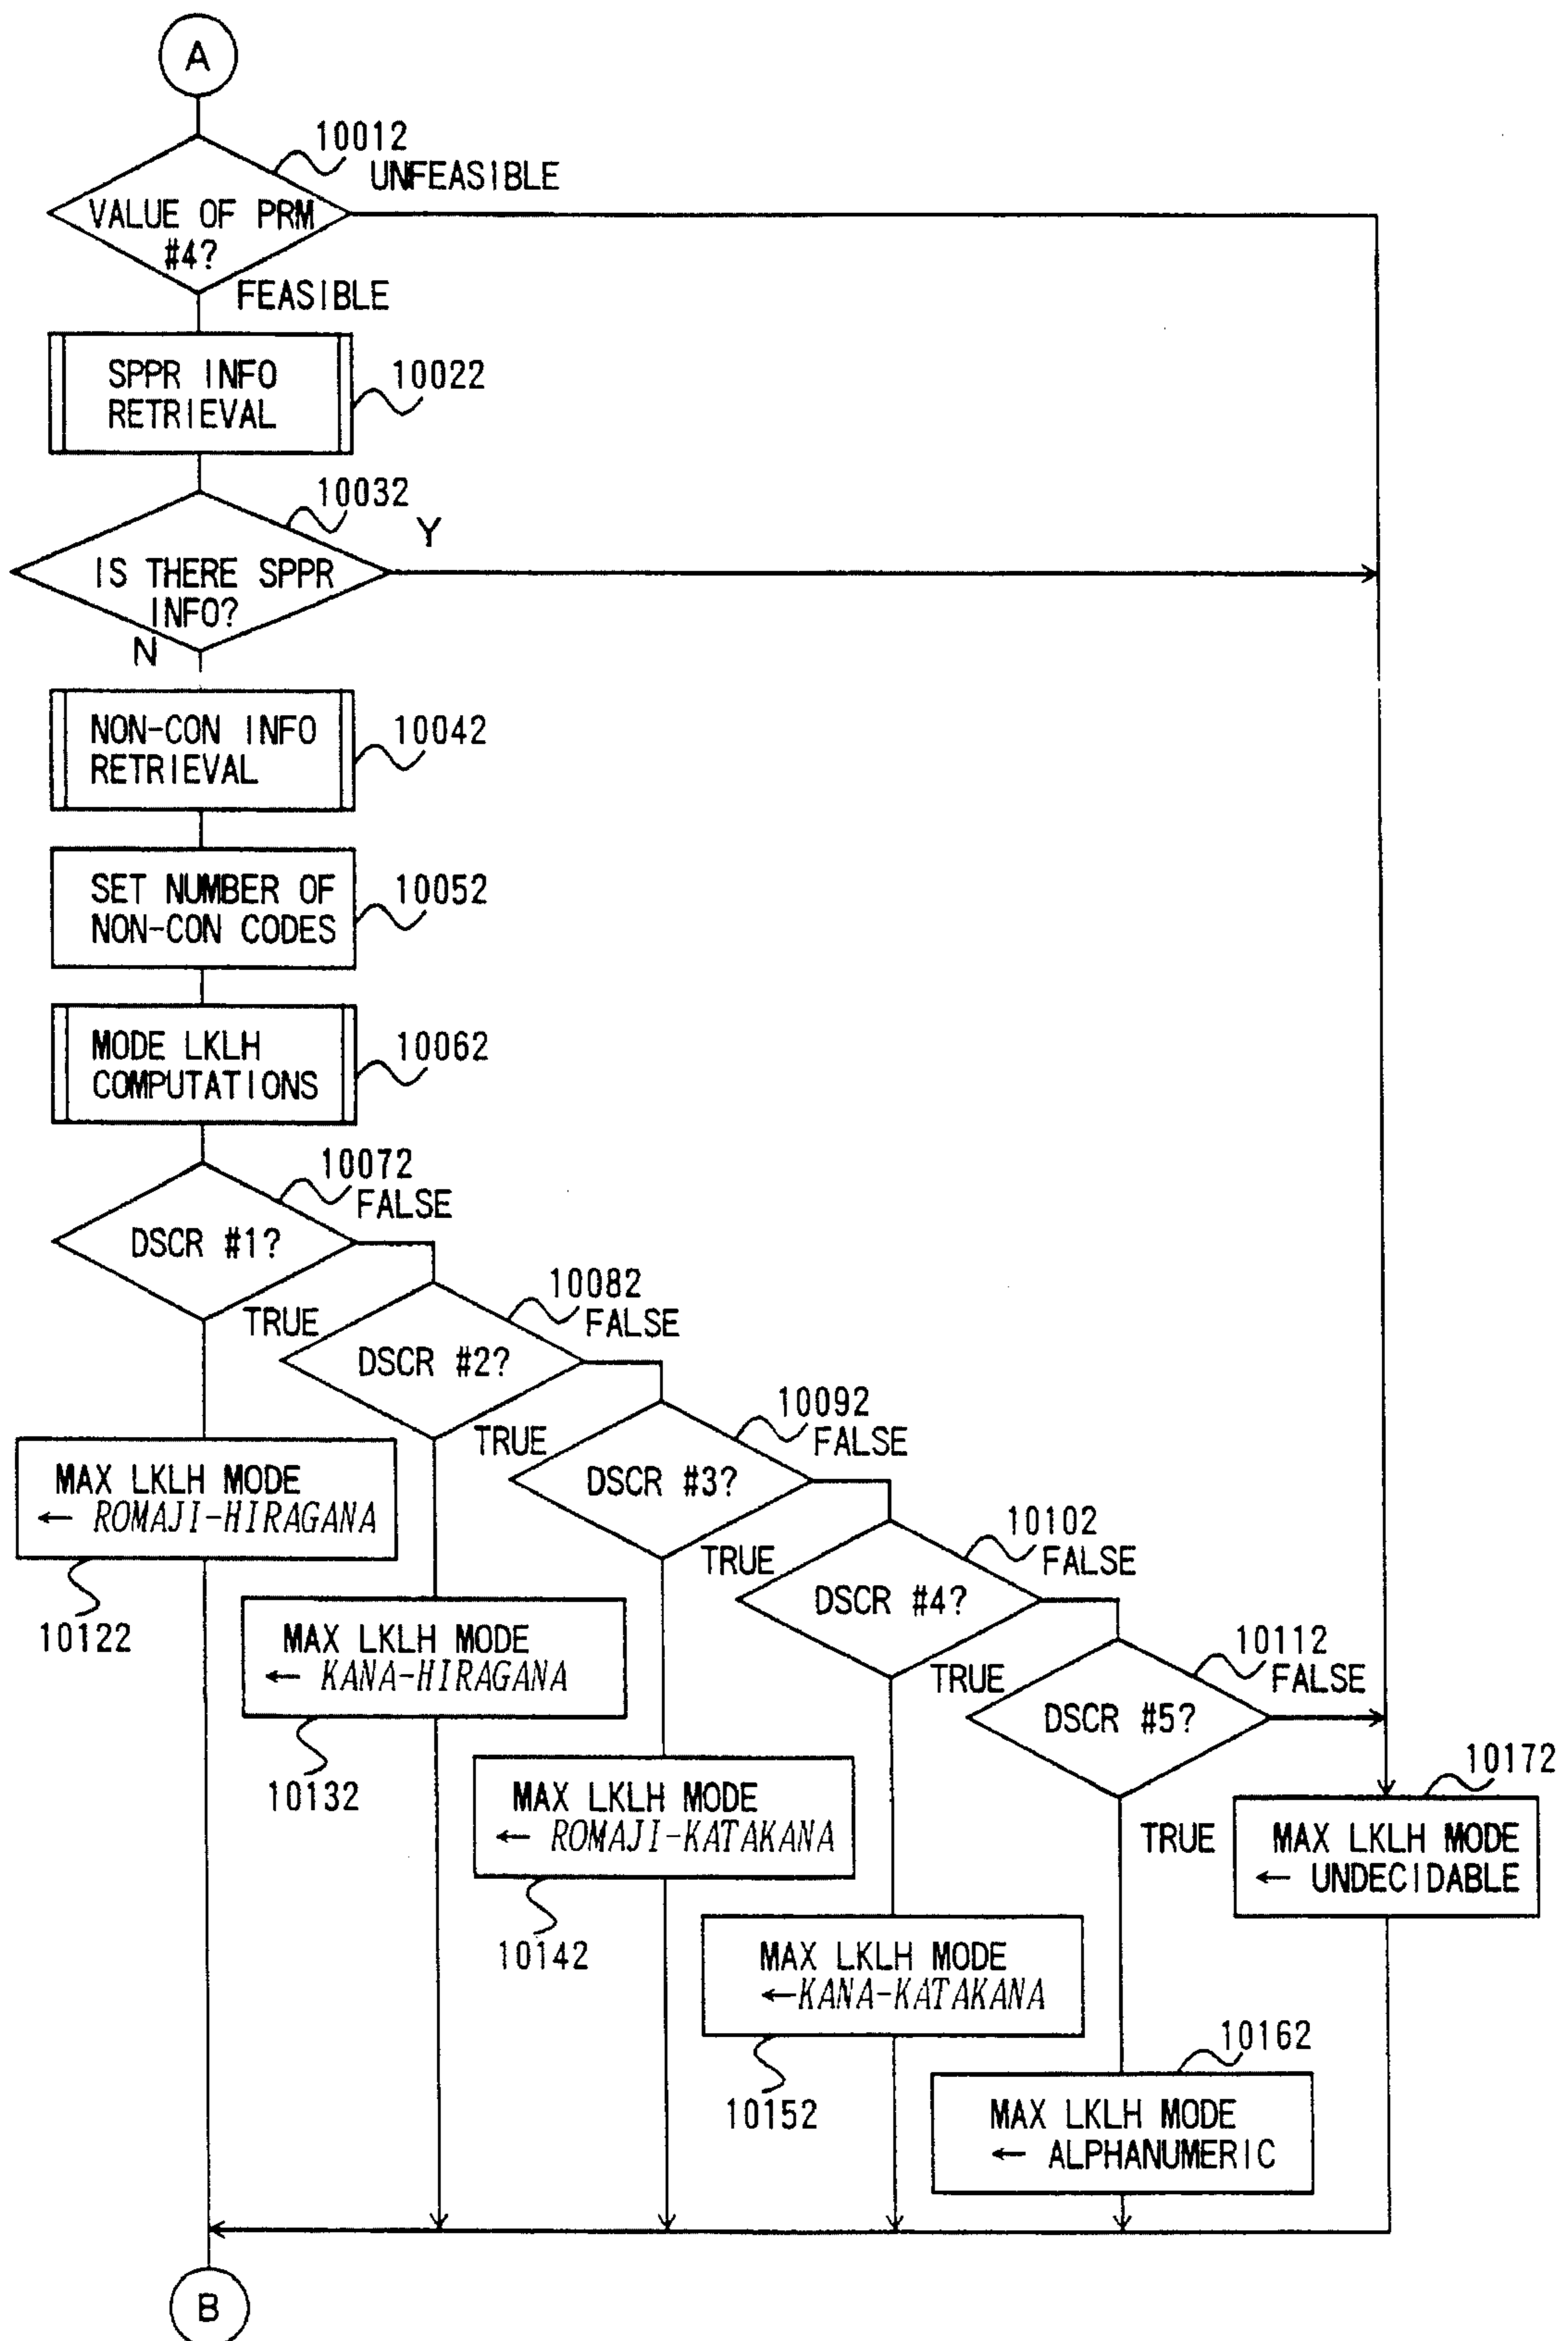 A
10012
UNFEASIBLE
VALUE OF PRM
#4?
FEASIBLE
SPPR INFO
RETRIEVAL
10022
10032
Y
IS THERE SPPR
INFO?
N
NON-CON INFO
RETRIEVAL
10042
SET NUMBER OF
NON-CON CODES
10052
MODE LKLH
COMPUTATIONS
10062
10072
FALSE
DSCR #1?
TRUE
10082
FALSE
DSCR #2?
TRUE
10092
FALSE
DSCR #3?
TRUE
10102
FALSE
DSCR #4?
TRUE
10112
FALSE
DSCR #5?
TRUE
MAX LKLH MODE
← ROMAJI-HIRAGANA
10122
MAX LKLH MODE
← KANA-HIRAGANA
10132
MAX LKLH MODE
← ROMAJI-KATAKANA
10142
MAX LKLH MODE
←KANA-KATAKANA
10152
10162
MAX LKLH MODE
← ALPHANUMERIC
10172
MAX LKLH MODE
← UNDECIDABLE
B